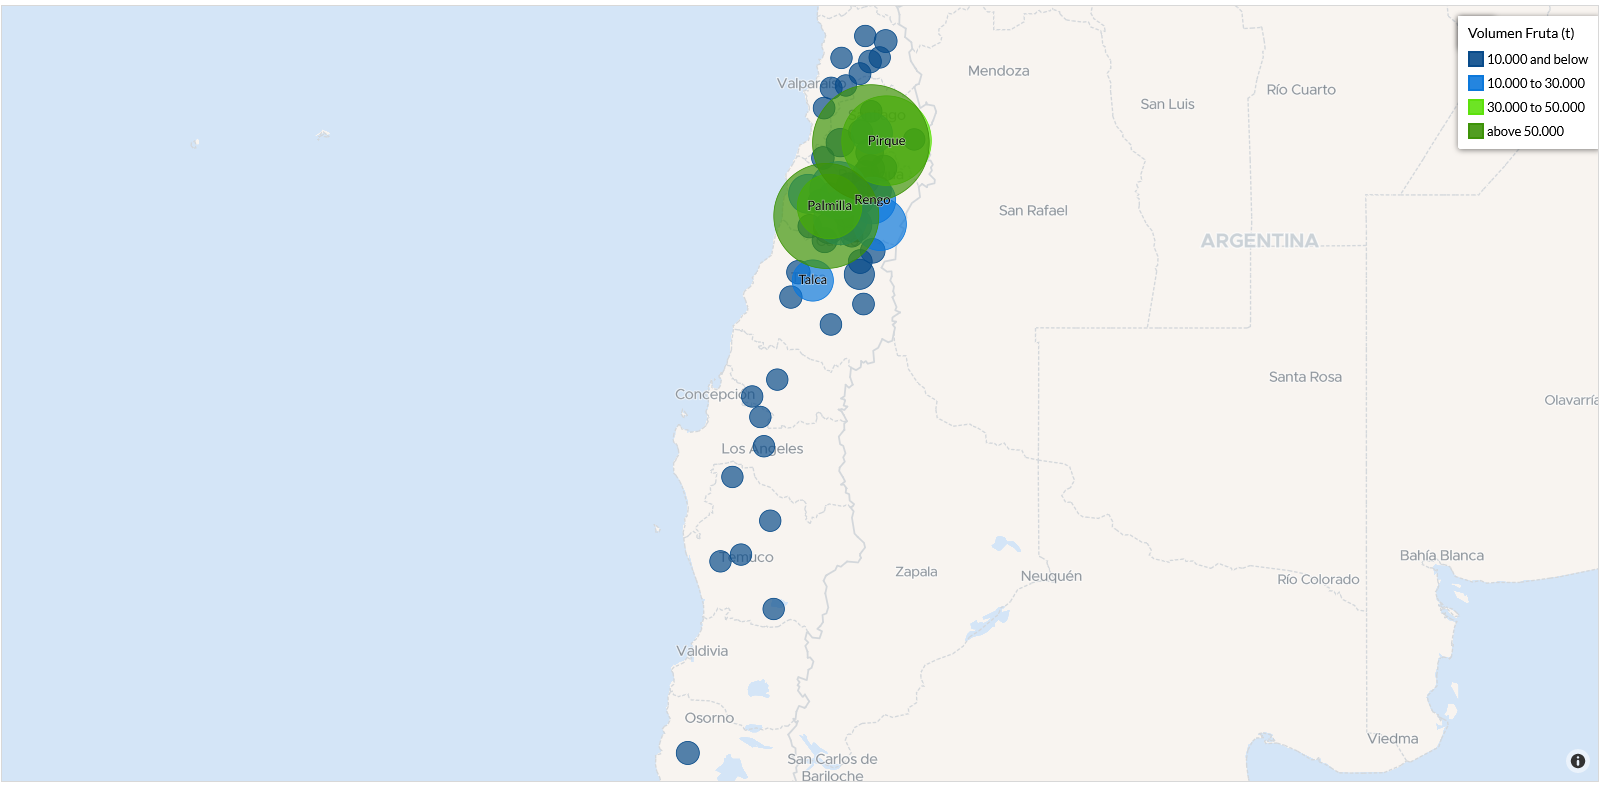 Volumen Fruta (t)
10.000 and below
10.000 to 30.000
30.000 to 50.000
above 50.000
Mendoza
Valparaíso
Río Cuarto
San Luis
Pirque
Rengo
Palmilla
San Rafael
ARGENTINA
Talca
Santa Rosa
Concepción
Olavarría
Los Angeles
Temuco
Bahía Blanca
Zapala
Neuquén
Río Colorado
Valdivia
Osorno
Viedma
San Carlos de
Bariloche